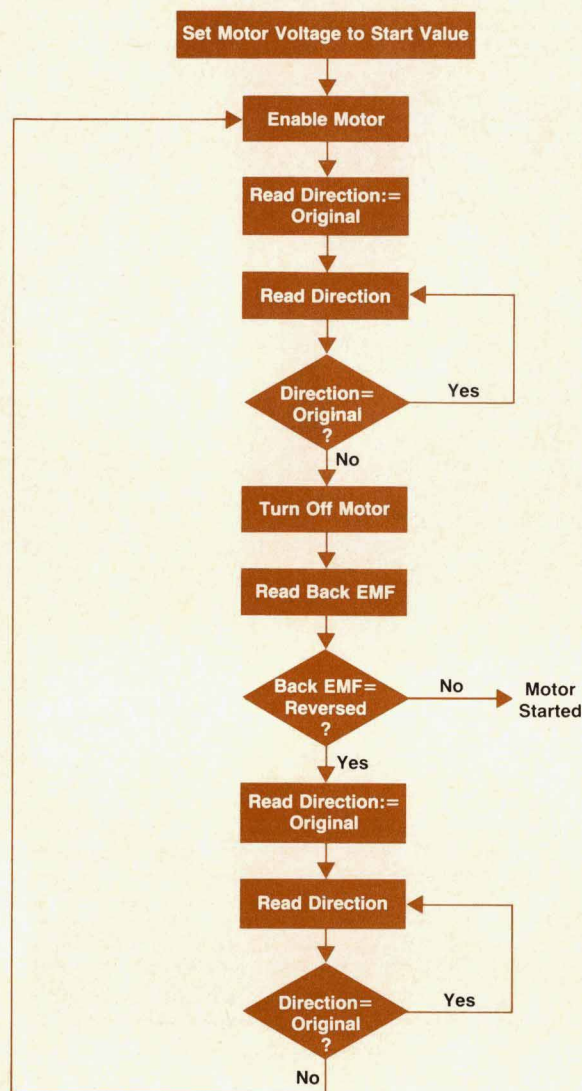 Set Motor Voltage to Start Value
Enable Motor
Read Direction:=
Original
Read Direction
Direction=
Original
?
Yes
No
Turn Off Motor
Read Back EMF
Back EMF=
Reversed
?
No
Motor
Started
Yes
Read Direction:=
Original
Read Direction
Direction=
Original
?
Yes
No